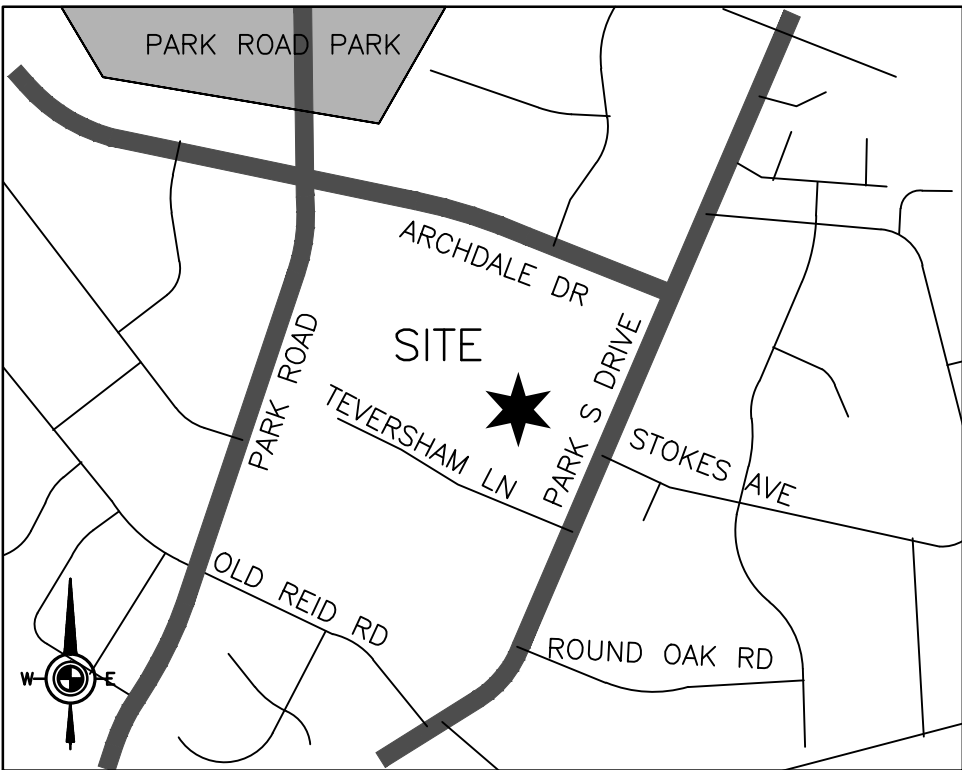 PARK ROAD PARK
ARCHDALE DR
SITE
PARK ROAD
PARK S DRIVE
TEVERSHAM LN
STOKES AVE
OLD REID RD
ROUND OAK RD
W E